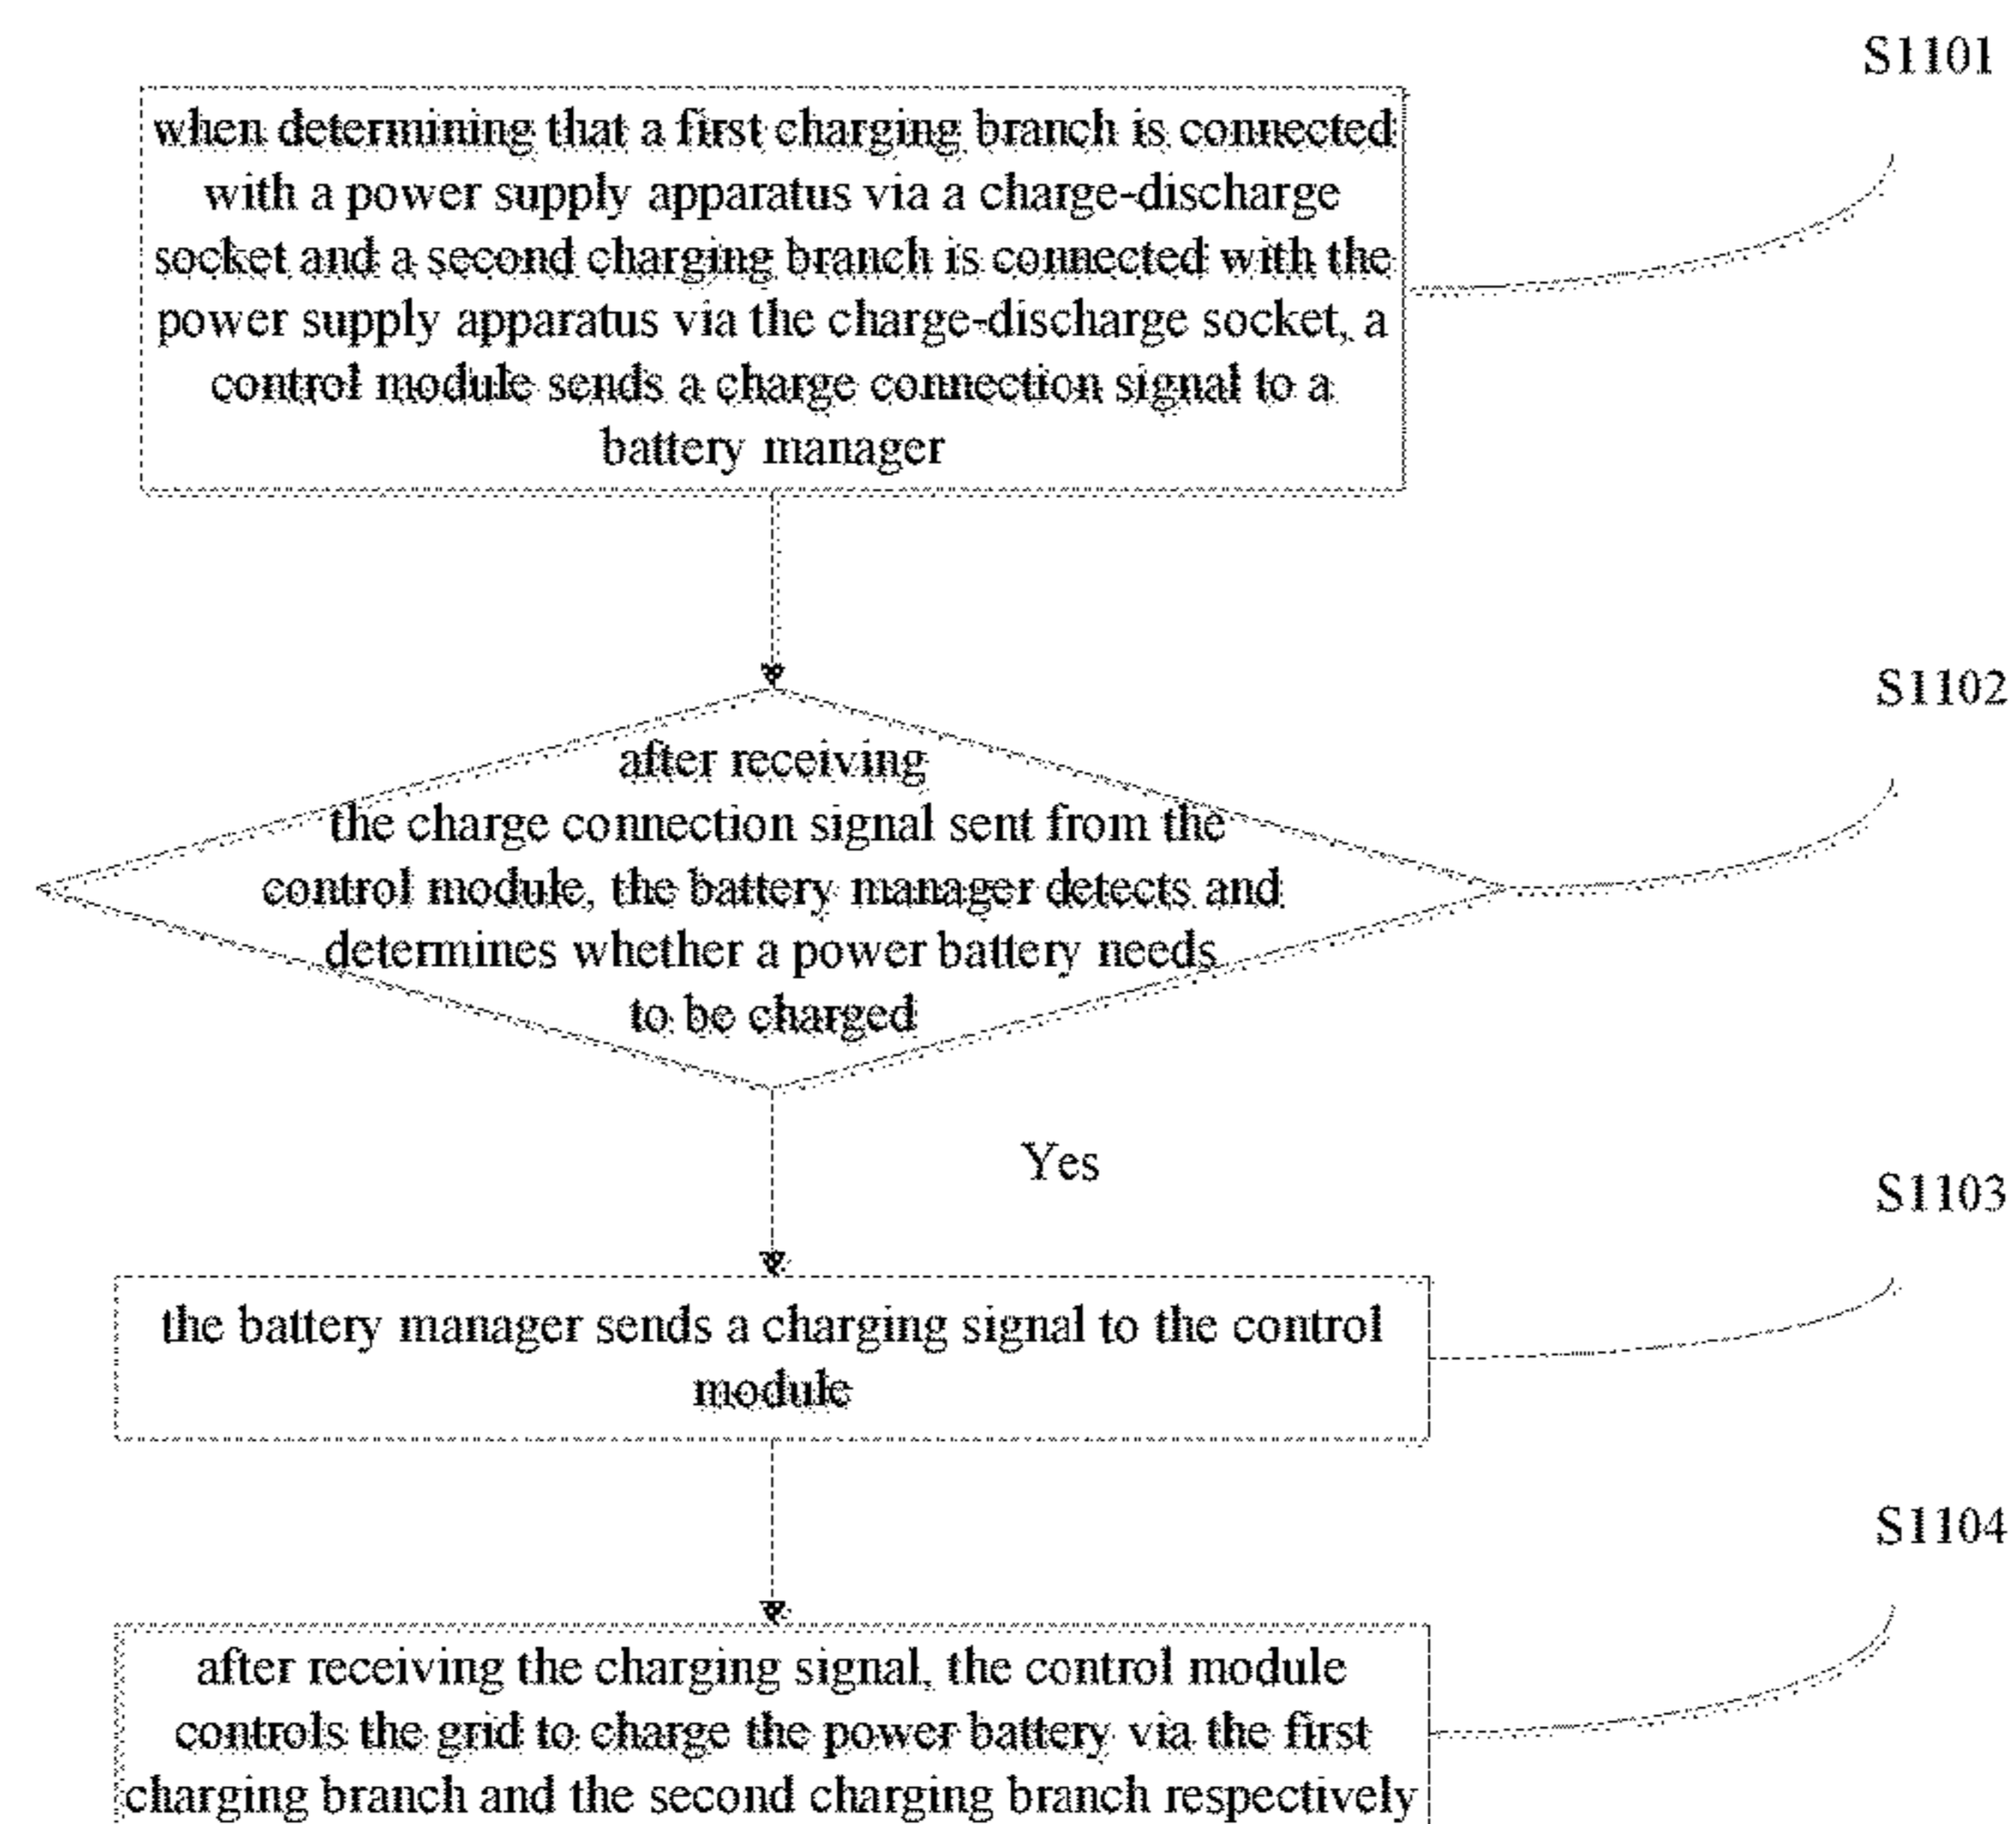 S1101
when determining that a first charging branch is connected
with a power supply apparatus via a charge-discharge
socket and a second charging branch is connected with the
power supply apparatus via the charge-discharge socket, a
control module sends a charge connection signal to a
battery manager
S1102
after receiving
the charge connection signal sent from the
control module, the battery manager detects and
determines whether a power battery needs
to be charged
Yes
S1103
the battery manager sends a charging signal to the control
module
S1104
after receiving the charging signal, the control module
controls the grid to charge the power battery via the first
charging branch and the second charging branch respectively